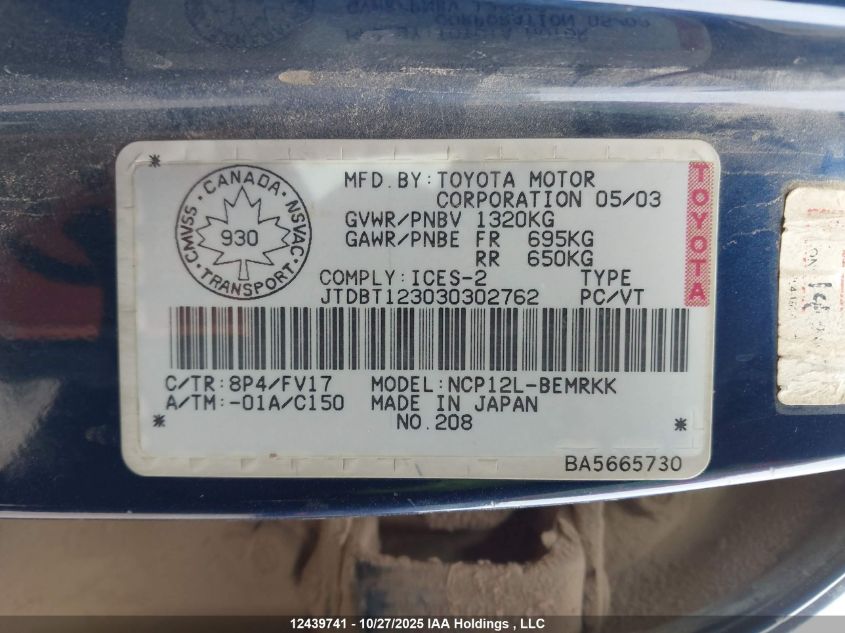 CMVSS · CANADA · NSVAC · TRANSPORT
930
MFD. BY: TOYOTA MOTOR
CORPORATION 05/03
GVWR/PNBV 1320KG
GAWR/PNBE FR 695KG
RR 650KG
COMPLY: ICES-2 TYPE
JTDBT123030302762 PC/VT
TOYOTA
C/TR: 8P4/FV17 MODEL: NCP12L-BEMRKK
A/TM: -01A/C150 MADE IN JAPAN
* NO. 208 *
BA5665730
12439741 - 10/27/2025 IAA Holdings , LLC